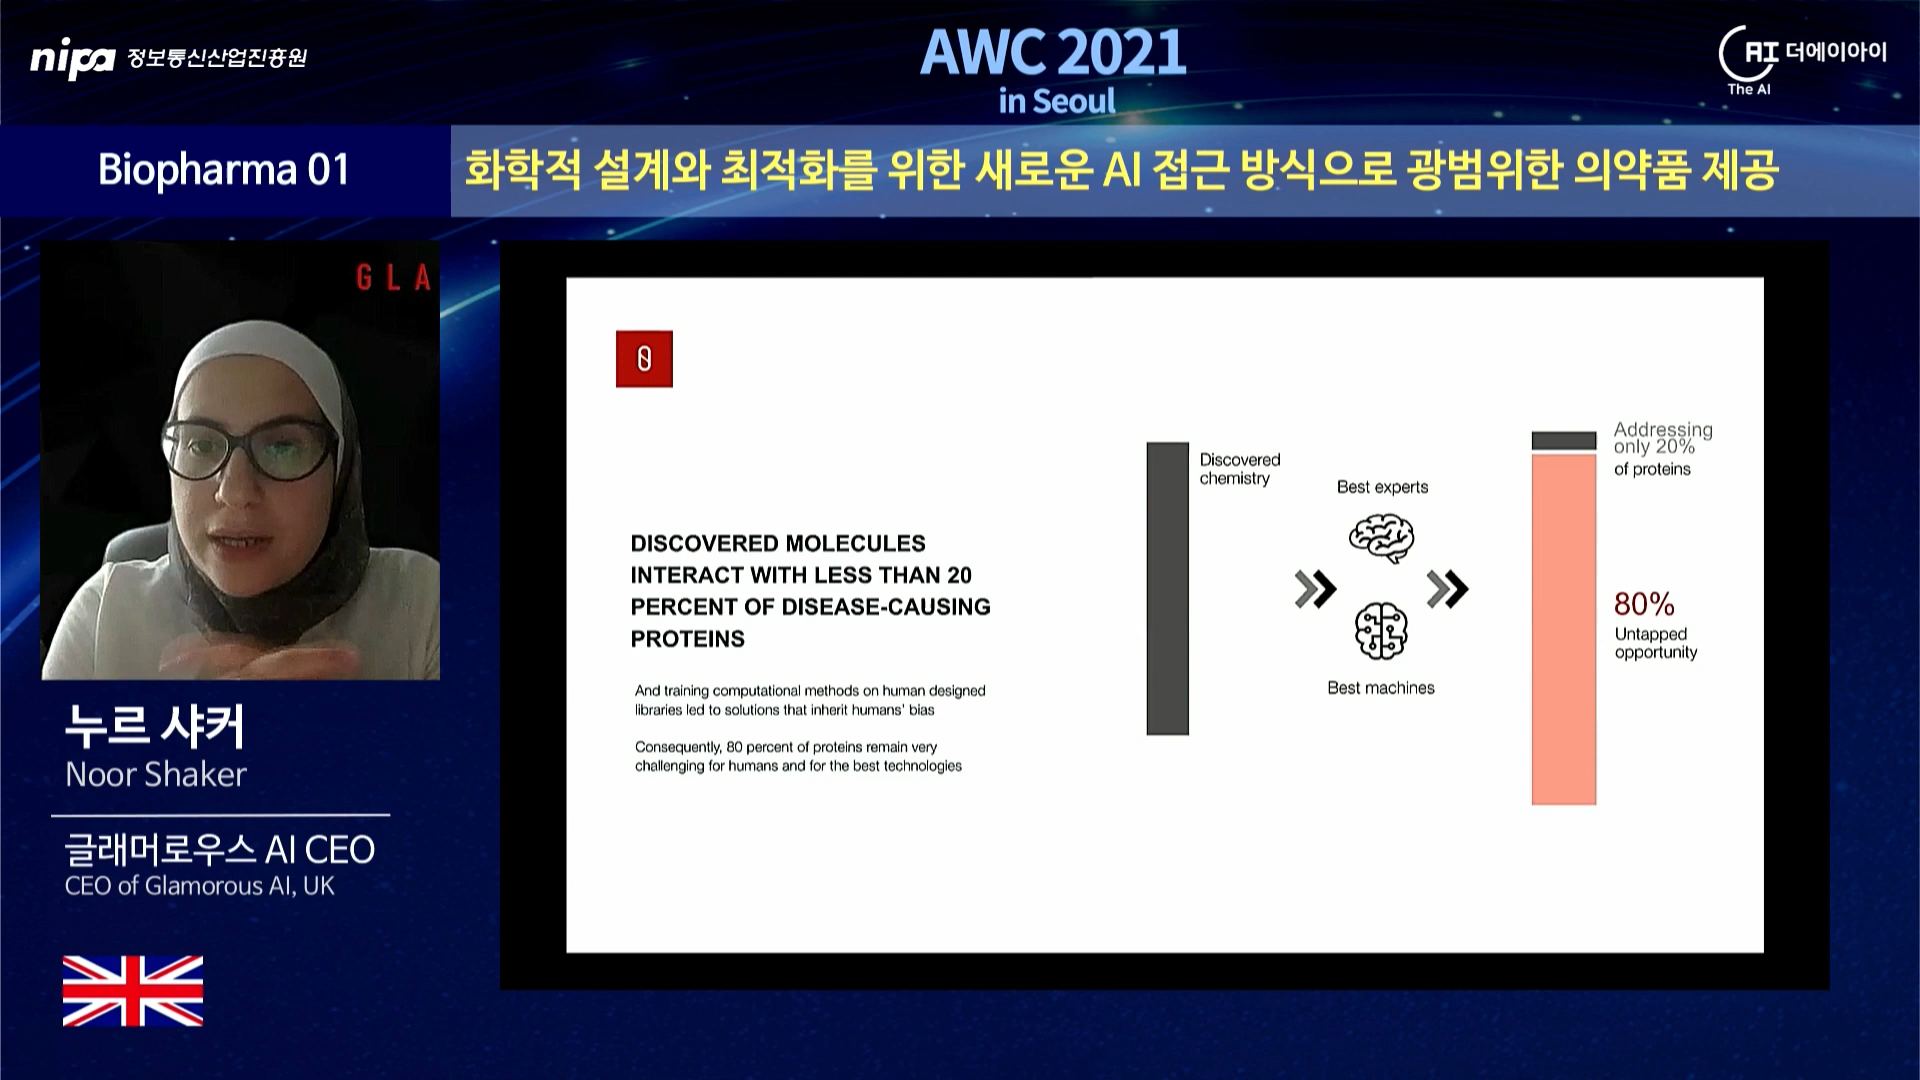 nipa 정보통신산업진흥원
AWC 2021
in Seoul
AI 더에이아이
The AI
Biopharma 01
화학적 설계와 최적화를 위한 새로운 AI 접근 방식으로 광범위한 의약품 제공
GLA
누르 샤커
Noor Shaker
글래머로우스 AI CEO
CEO of Glamorous AI, UK
DISCOVERED MOLECULES
INTERACT WITH LESS THAN 20
PERCENT OF DISEASE-CAUSING
PROTEINS
And training computational methods on human designed
libraries led to solutions that inherit humans' bias
Consequently, 80 percent of proteins remain very
challenging for humans and for the best technologies
Discovered
chemistry
Best experts
Best machines
Addressing
only 20%
of proteins
80%
Untapped
opportunity